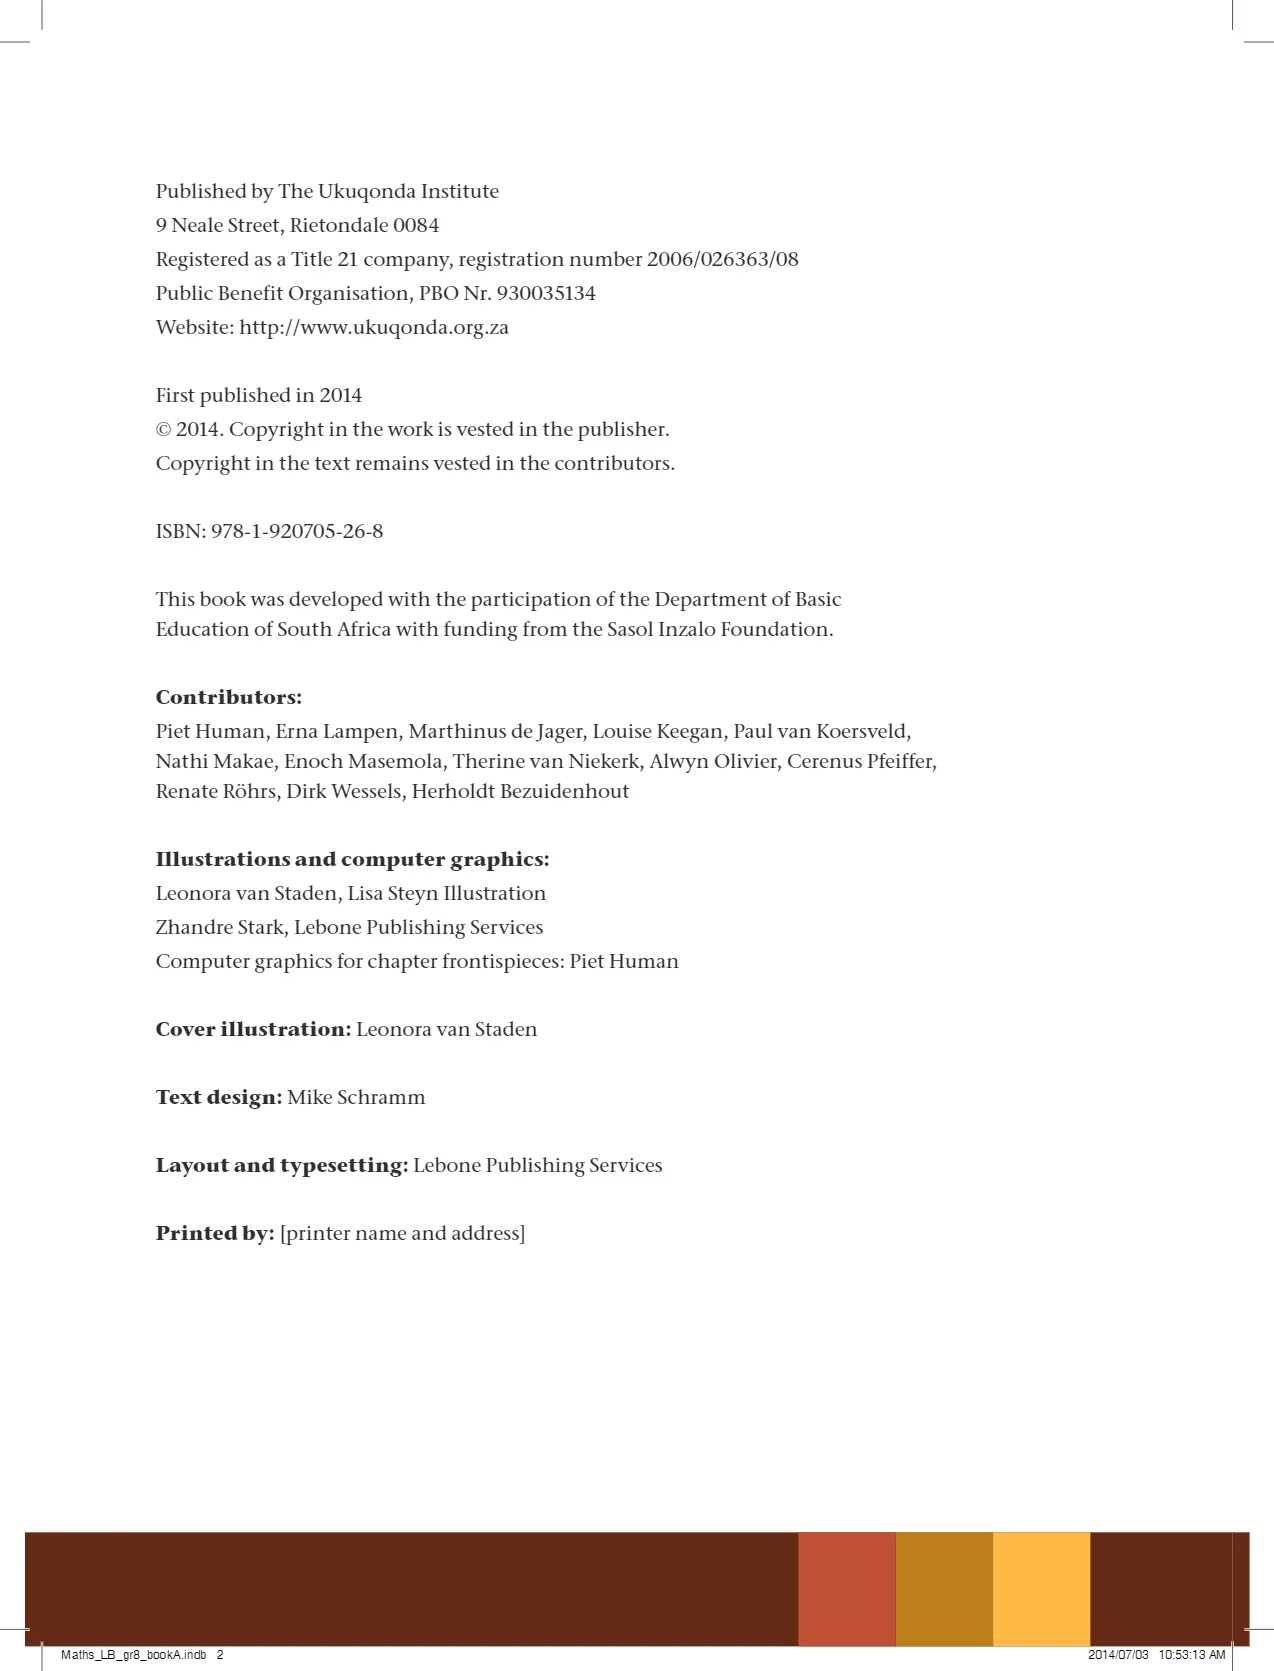 Published by The Ukuqonda Institute
9 Neale Street, Rietondale 0084
Registered as a Title 21 company, registration number 2006/026363/08
Public Benefit Organisation, PBO Nr. 930035134
Website: http://www.ukuqonda.org.za
First published in 2014
© 2014. Copyright in the work is vested in the publisher.
Copyright in the text remains vested in the contributors.
ISBN: 978-1-920705-26-8
This book was developed with the participation of the Department of Basic
Education of South Africa with funding from the Sasol Inzalo Foundation.
Contributors:
Piet Human, Erna Lampen, Marthinus de Jager, Louise Keegan, Paul van Koersveld,
Nathi Makae, Enoch Masemola, Therine van Niekerk, Alwyn Olivier, Cerenus Pfeiffer,
Renate Röhrs, Dirk Wessels, Herholdt Bezuidenhout
Illustrations and computer graphics:
Leonora van Staden, Lisa Steyn Illustration
Zhandre Stark, Lebone Publishing Services
Computer graphics for chapter frontispieces: Piet Human
Cover illustration: Leonora van Staden
Text design: Mike Schramm
Layout and typesetting: Lebone Publishing Services
Printed by: [printer name and address]
Maths_LB_gr8_bookA.indb 2
2014/07/03 10:53:13 AM